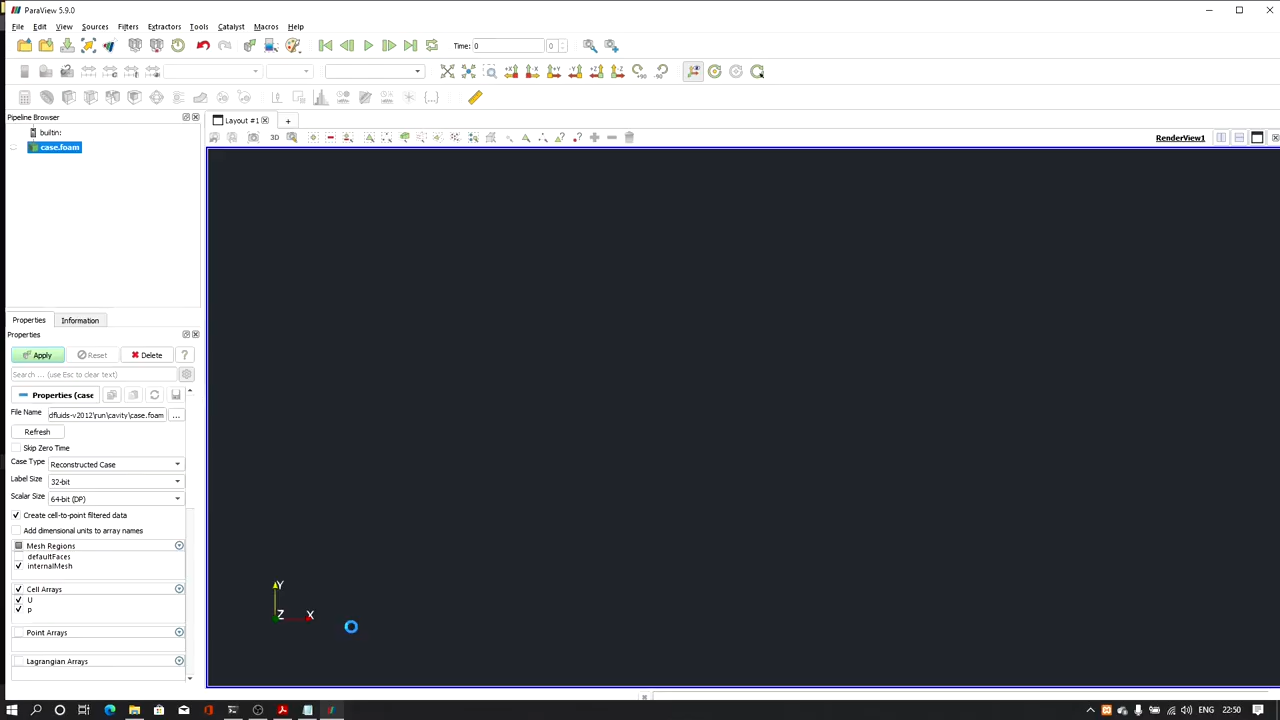 ParaView 5.9.0
File Edit View Sources Filters Extractors Tools Catalyst Macros Help
Time: 0 0
+X -X +Y -Y +Z -Z +90 -90
Pipeline Browser
Layout #1 +
builtin:
3D
RenderView1
case.foam
Properties Information
Properties
Apply Reset Delete ?
Search ... (use Esc to clear text)
Properties (case
File Name dfluids-v2012\run\cavity\case.foam ...
Refresh
Skip Zero Time
Case Type Reconstructed Case
Label Size 32-bit
Scalar Size 64-bit (DP)
Create cell-to-point filtered data
Add dimensional units to array names
Mesh Regions
defaultFaces
internalMesh
Cell Arrays
U
p
Point Arrays
Lagrangian Arrays
Y
Z X
ENG 22:50